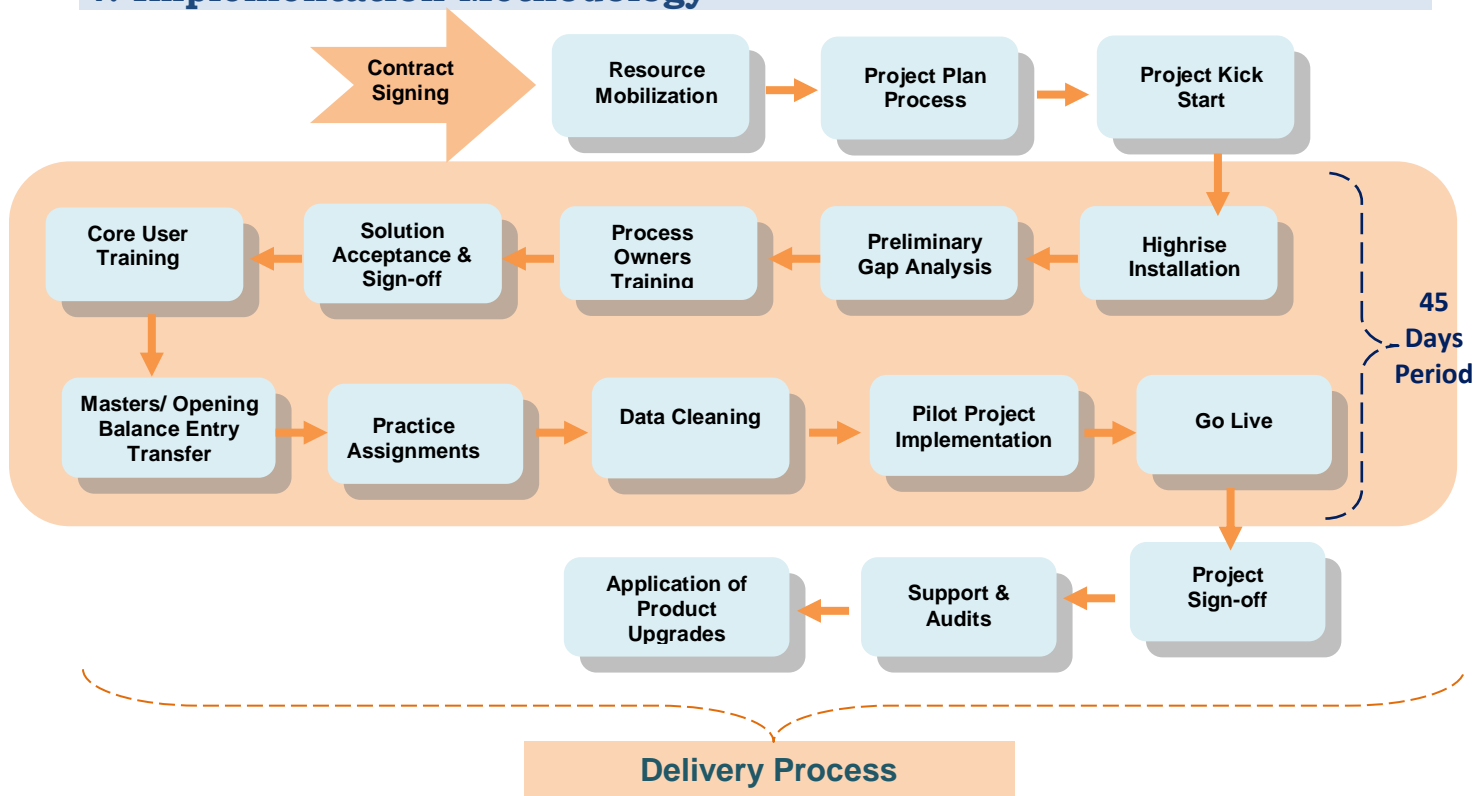 Implementation Methodology
Contract
Signing
Resource
Mobilization
Project Plan
Process
Project Kick
Start
Highrise
Installation
Preliminary
Gap Analysis
Process
Owners
Training
Solution
Acceptance &
Sign-off
Core User
Training
45
Days
Period
Masters/ Opening
Balance Entry
Transfer
Practice
Assignments
Data Cleaning
Pilot Project
Implementation
Go Live
Project
Sign-off
Support &
Audits
Application of
Product
Upgrades
Delivery Process